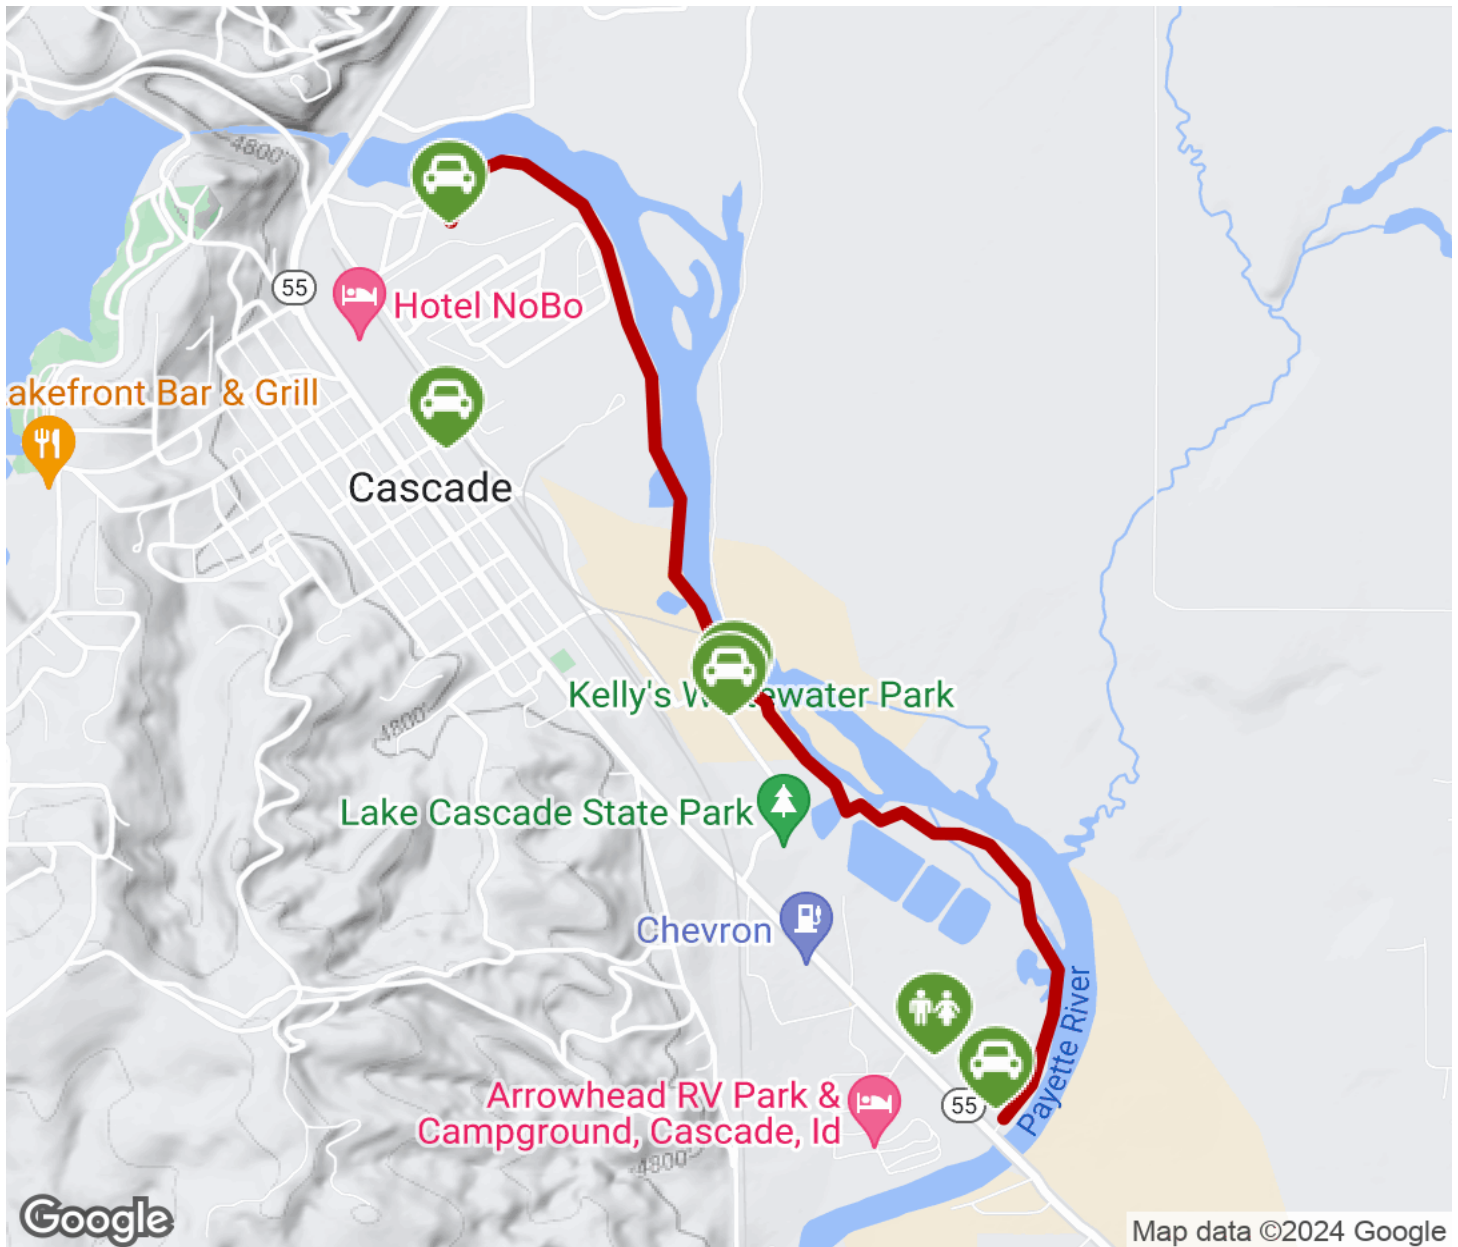 4800'
55
Hotel NoBo
akefront Bar & Grill
Cascade
Kelly's W tewater Park
4800'
Lake Cascade State Park
Chevron
Payette River
Arrowhead RV Park &
Campground, Cascade, Id
55
4800'
Google
Map data ©2024 Google